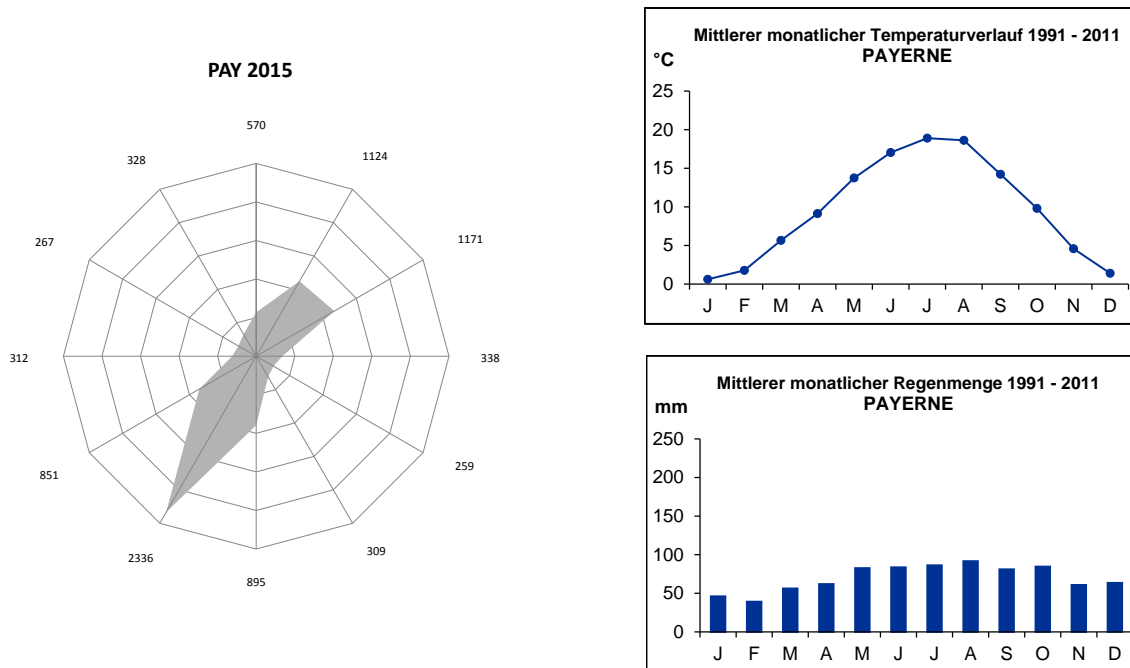 PAY 2015
570
1124
1171
338
259
309
895
2336
851
312
267
328
Mittlerer monatlicher Temperaturverlauf 1991 - 2011
PAYERNE
°C
25
20
15
10
5
0
J F M A M J J A S O N D
Mittlerer monatlicher Regenmenge 1991 - 2011
PAYERNE
mm
250
200
150
100
50
0
J F M A M J J A S O N D